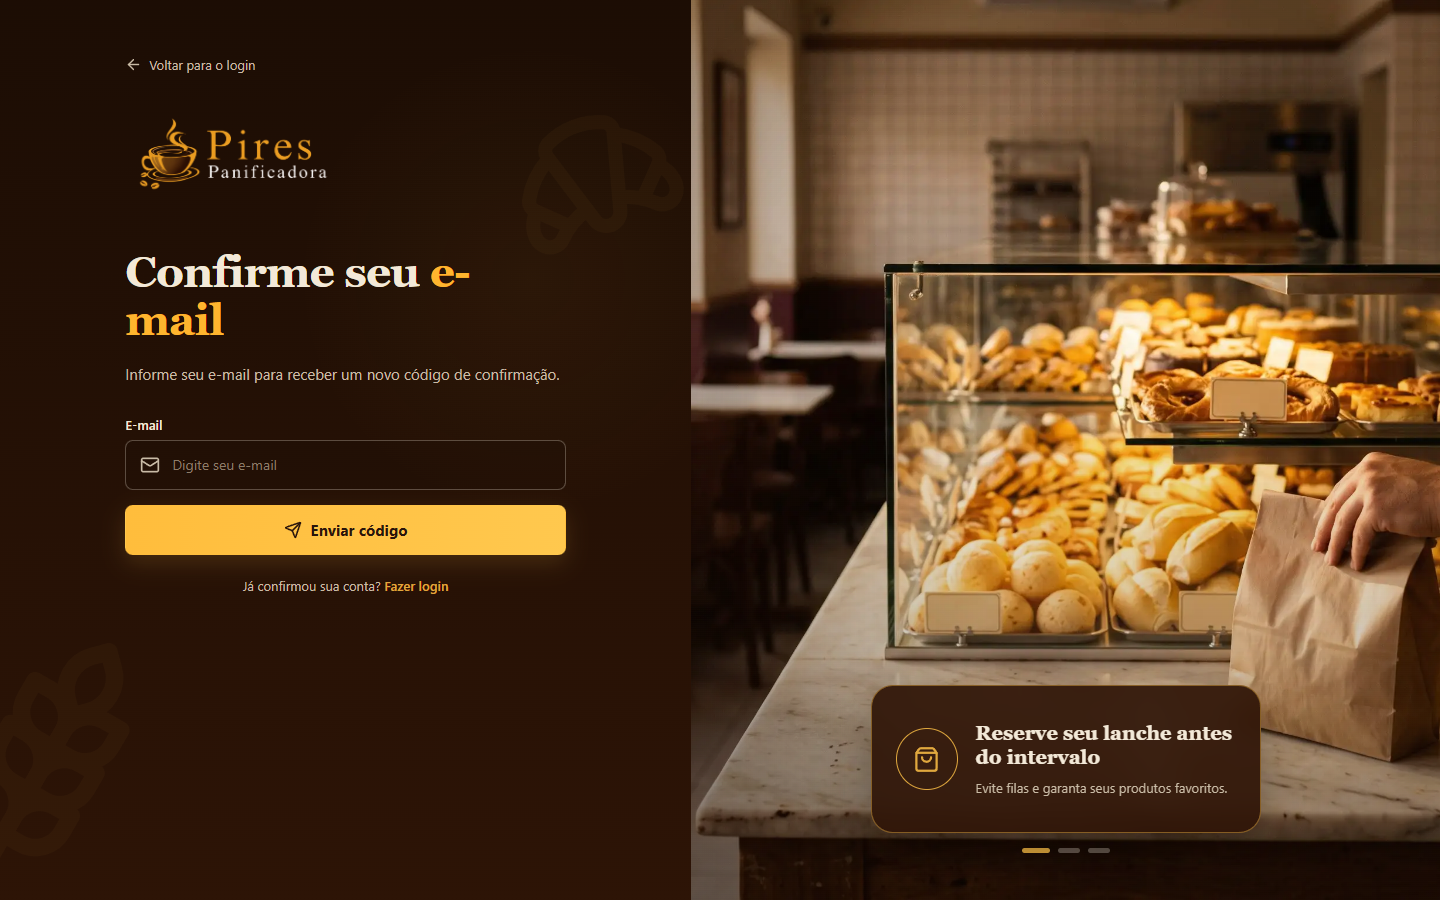 Voltar para o login
Pires
Panificadora
Confirme seu e-
mail
Informe seu e-mail para receber um novo código de confirmação.
E-mail
Digite seu e-mail
Enviar código
Já confirmou sua conta? Fazer login
Reserve seu lanche antes
do intervalo
Evite filas e garanta seus produtos favoritos.